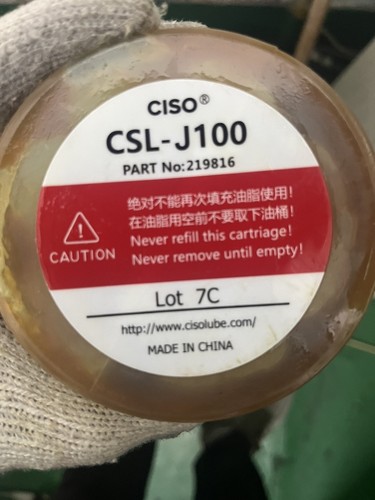 CISO®
CSL-J100
PART No:219816
绝对不能再次填充油脂使用!
在油脂用空前不要取下油桶!
Never refill this cartriage!
Never remove until empty!
CAUTION
Lot 7C
http://www.cisolube.com/
MADE IN CHINA